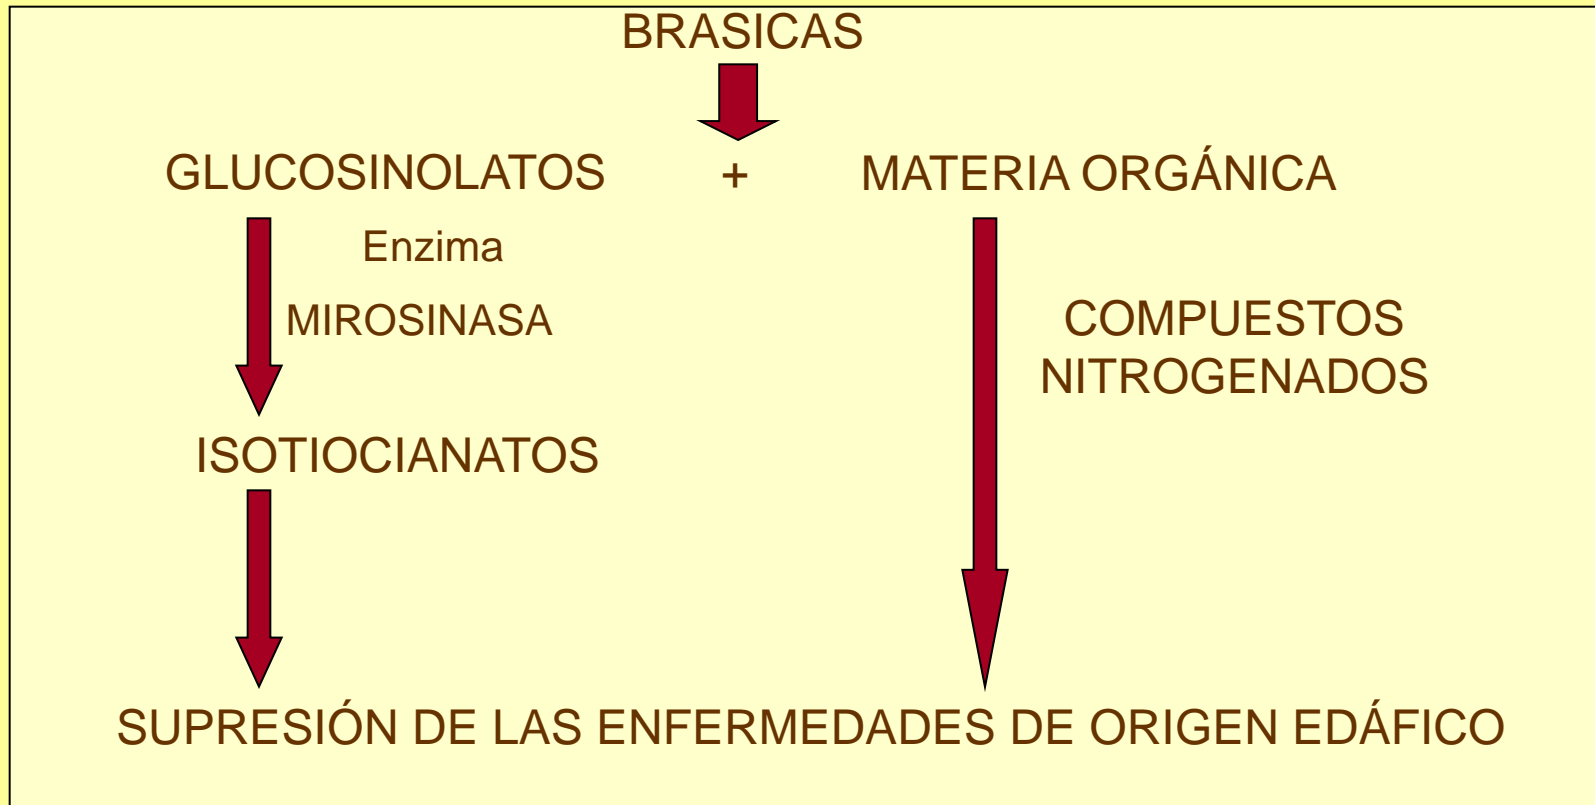 BRASICAS
GLUCOSINOLATOS + MATERIA ORGÁNICA
Enzima
MIROSINASA
COMPUESTOS
NITROGENADOS
ISOTIOCIANATOS
SUPRESIÓN DE LAS ENFERMEDADES DE ORIGEN EDÁFICO